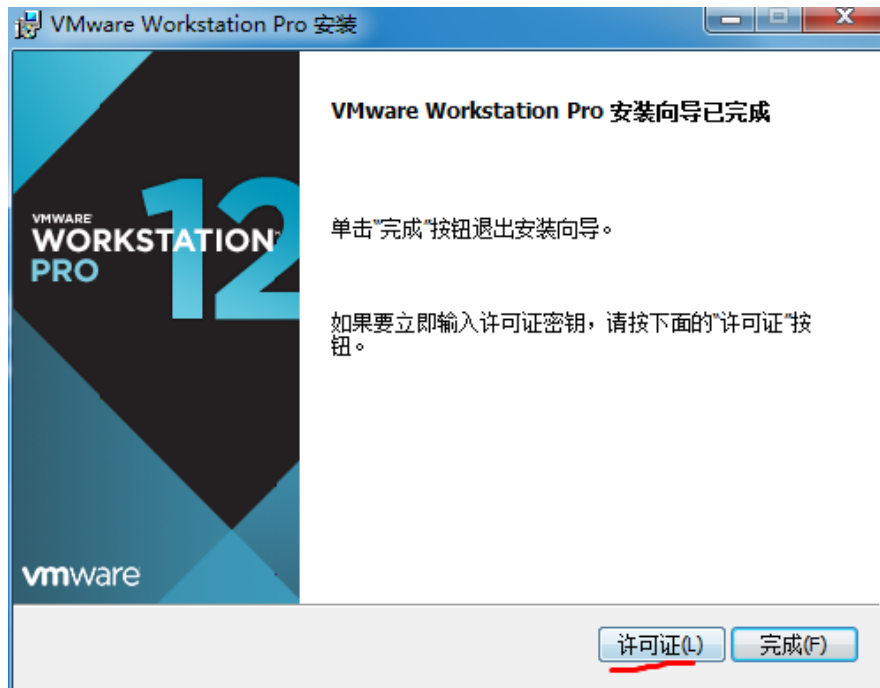 VMware Workstation Pro 安装
VMware Workstation Pro 安装向导已完成
VMWARE
WORKSTATION™
PRO
12
单击"完成"按钮退出安装向导。
如果要立即输入许可证密钥，请按下面的"许可证"按
钮。
vmware
许可证(L) 完成(F)